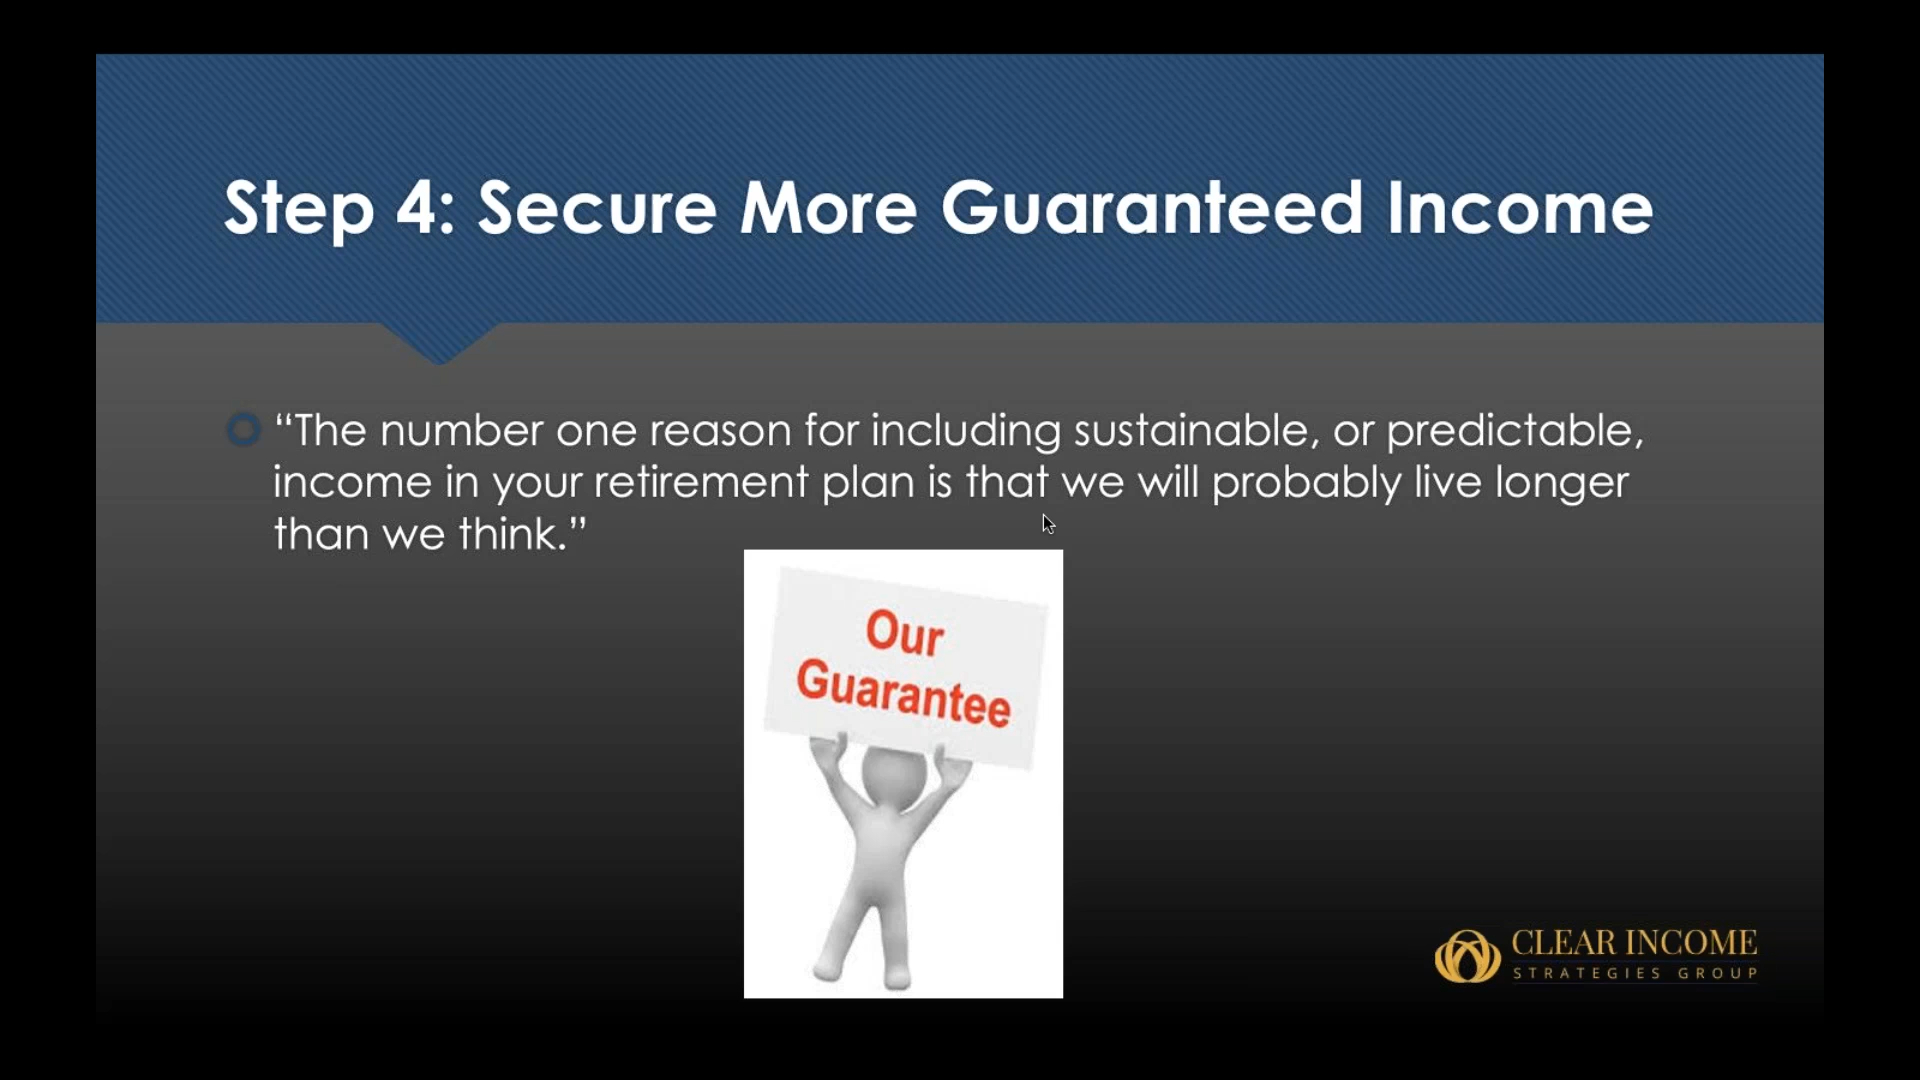 Step 4: Secure More Guaranteed Income
“The number one reason for including sustainable, or predictable,
income in your retirement plan is that we will probably live longer
than we think.”
Our
Guarantee
CLEAR INCOME
STRATEGIES GROUP